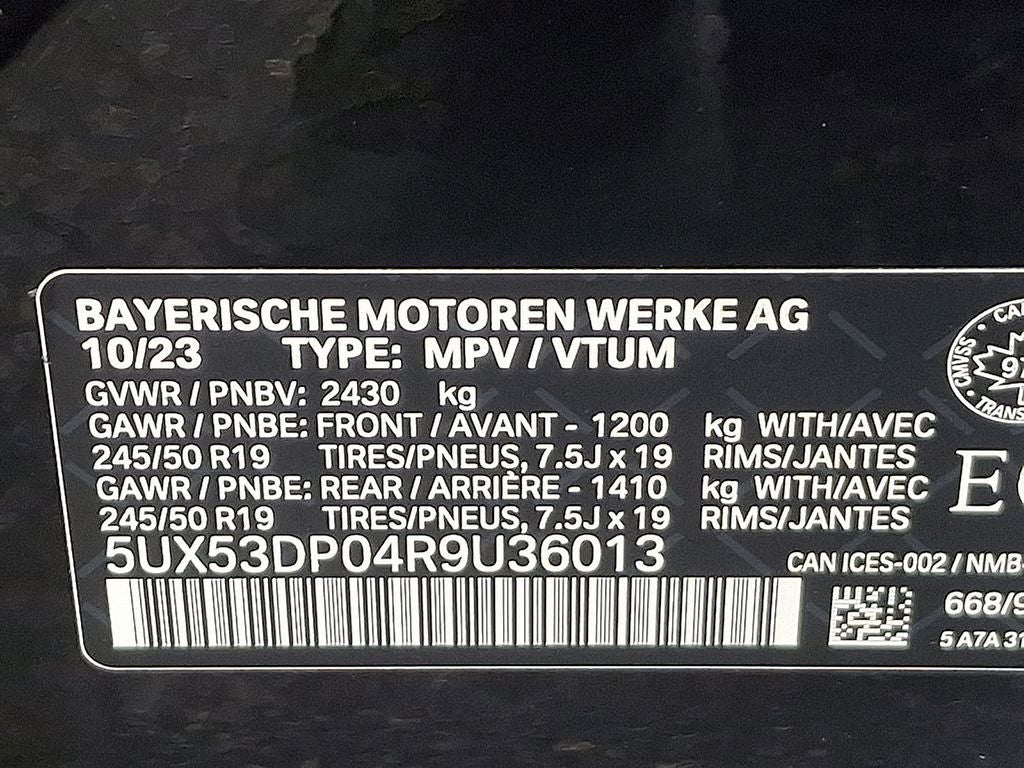 BAYERISCHE MOTOREN WERKE AG
10/23 TYPE: MPV / VTUM
GVWR / PNBV: 2430 kg
GAWR / PNBE: FRONT / AVANT - 1200 kg WITH/AVEC
245/50 R19 TIRES/PNEUS, 7.5J x 19 RIMS/JANTES
GAWR / PNBE: REAR / ARRIÈRE - 1410 kg WITH/AVEC
245/50 R19 TIRES/PNEUS, 7.5J x 19 RIMS/JANTES
5UX53DP04R9U36013
CMVSS
CAN ICES-002 / NMB-